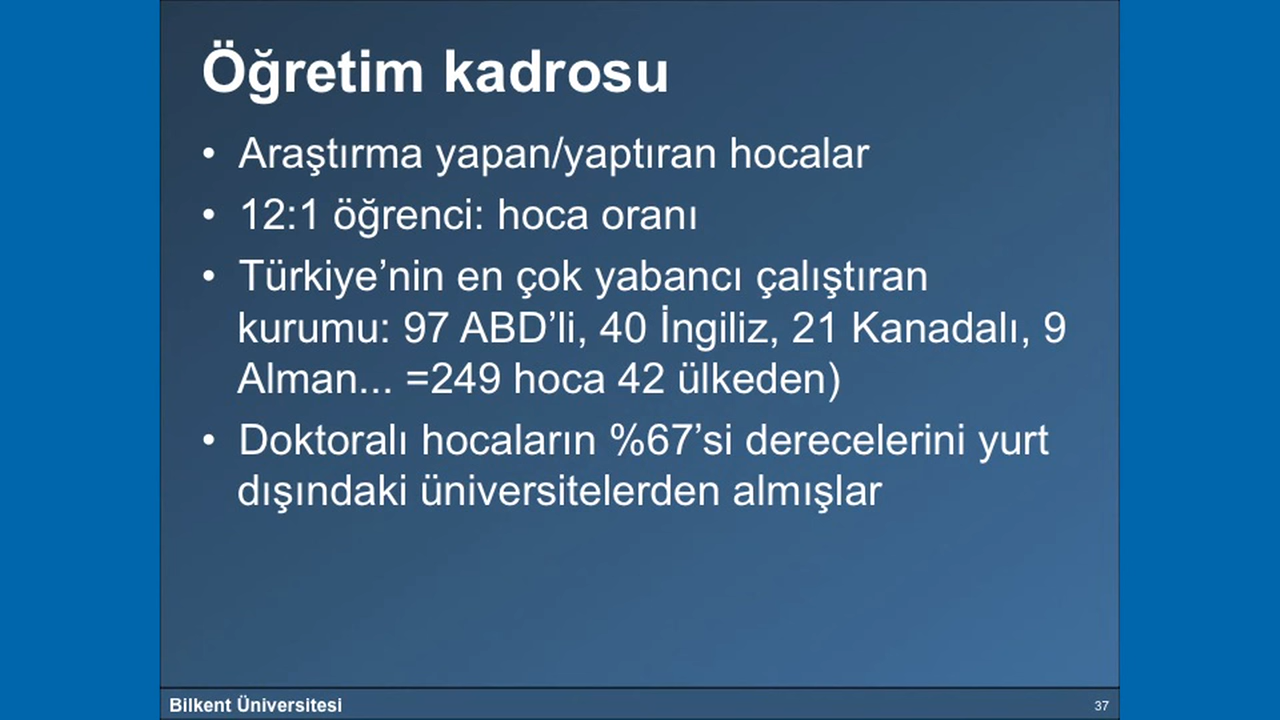 Öğretim kadrosu
• Araştırma yapan/yaptıran hocalar
• 12:1 öğrenci: hoca oranı
• Türkiye’nin en çok yabancı çalıştıran
kurumu: 97 ABD’li, 40 İngiliz, 21 Kanadalı, 9
Alman... =249 hoca 42 ülkeden)
• Doktoralı hocaların %67’si derecelerini yurt
dışındaki üniversitelerden almışlar
Bilkent Üniversitesi
37